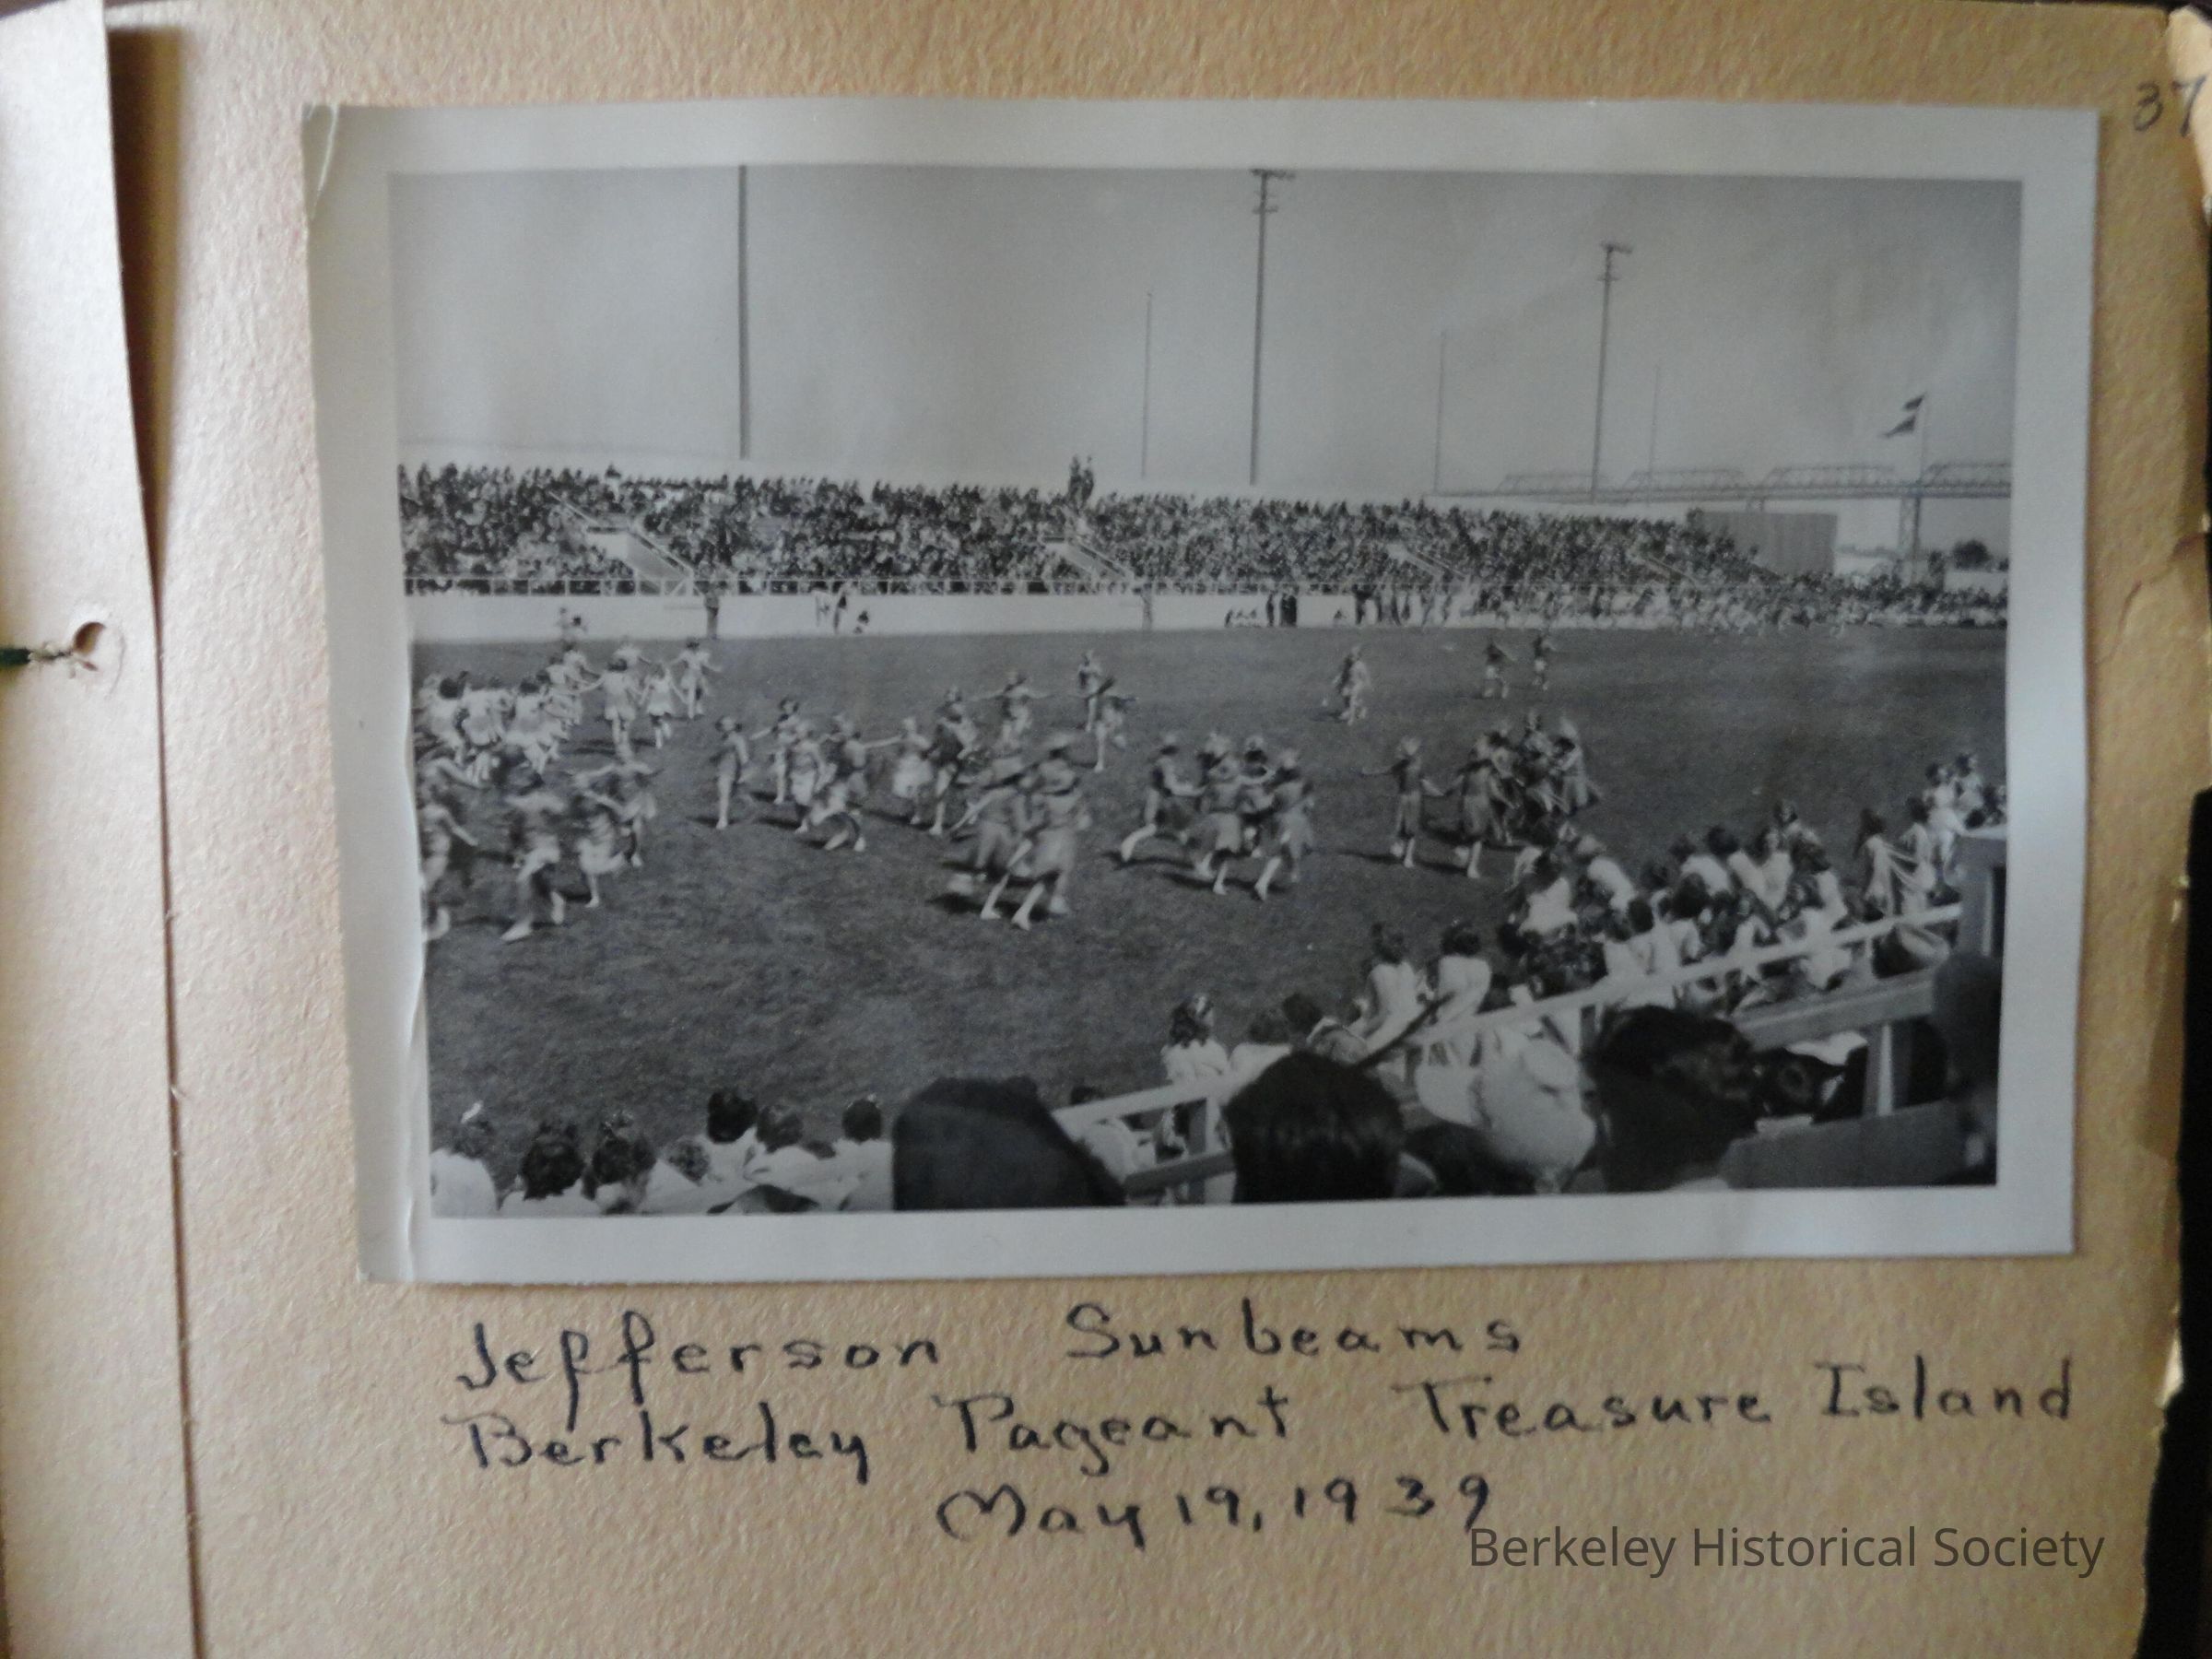 37
Jefferson Sunbeams
Berkeley Pageant Treasure Island
May 19, 1939
Berkeley Historical Society